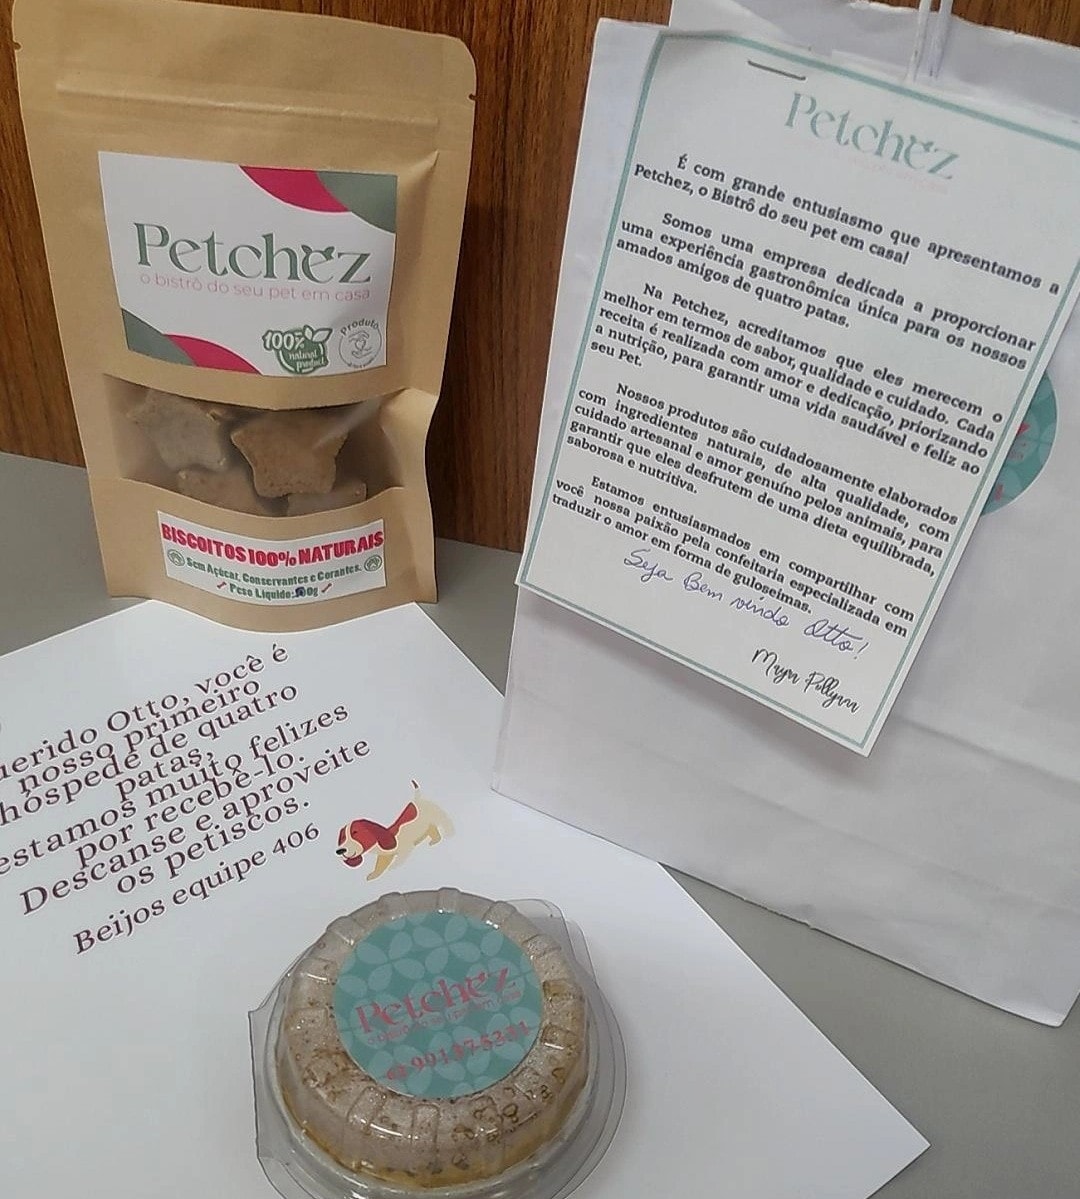 Petchez
o bistrô do seu pet em casa
100%
natural
product
Produto
BISCOITOS 100% NATURAIS
Sem Açúcar, Conservantes e Corantes.
Peso Líquido:
0g
Petchez
É com grande entusiasmo que apresentamos a
Petchez, o Bistrô do seu pet em casa!
Somos uma empresa dedicada a proporcionar
uma experiência gastronômica única para os nossos
amados amigos de quatro patas.
Na Petchez, acreditamos que eles merecem o
melhor em termos de sabor, qualidade e cuidado. Cada
receita é realizada com amor e dedicação, priorizando
a nutrição, para garantir uma vida saudável e feliz ao
seu Pet.
Nossos produtos são cuidadosamente elaborados
com ingredientes naturais, de alta qualidade, com
cuidado artesanal e amor genuíno pelos animais, para
garantir que eles desfrutem de uma dieta equilibrada,
saborosa e nutritiva.
Estamos entusiasmados em compartilhar com
você nossa paixão pela confeitaria especializada em
traduzir o amor em forma de guloseimas.
Seja Bem vindo Otto!
uerido Otto, você é
nosso primeiro
hóspede de quatro
patas,
estamos muito felizes
por recebê-lo.
Descanse e aproveite
os petiscos.
Beijos equipe 406
Petchez